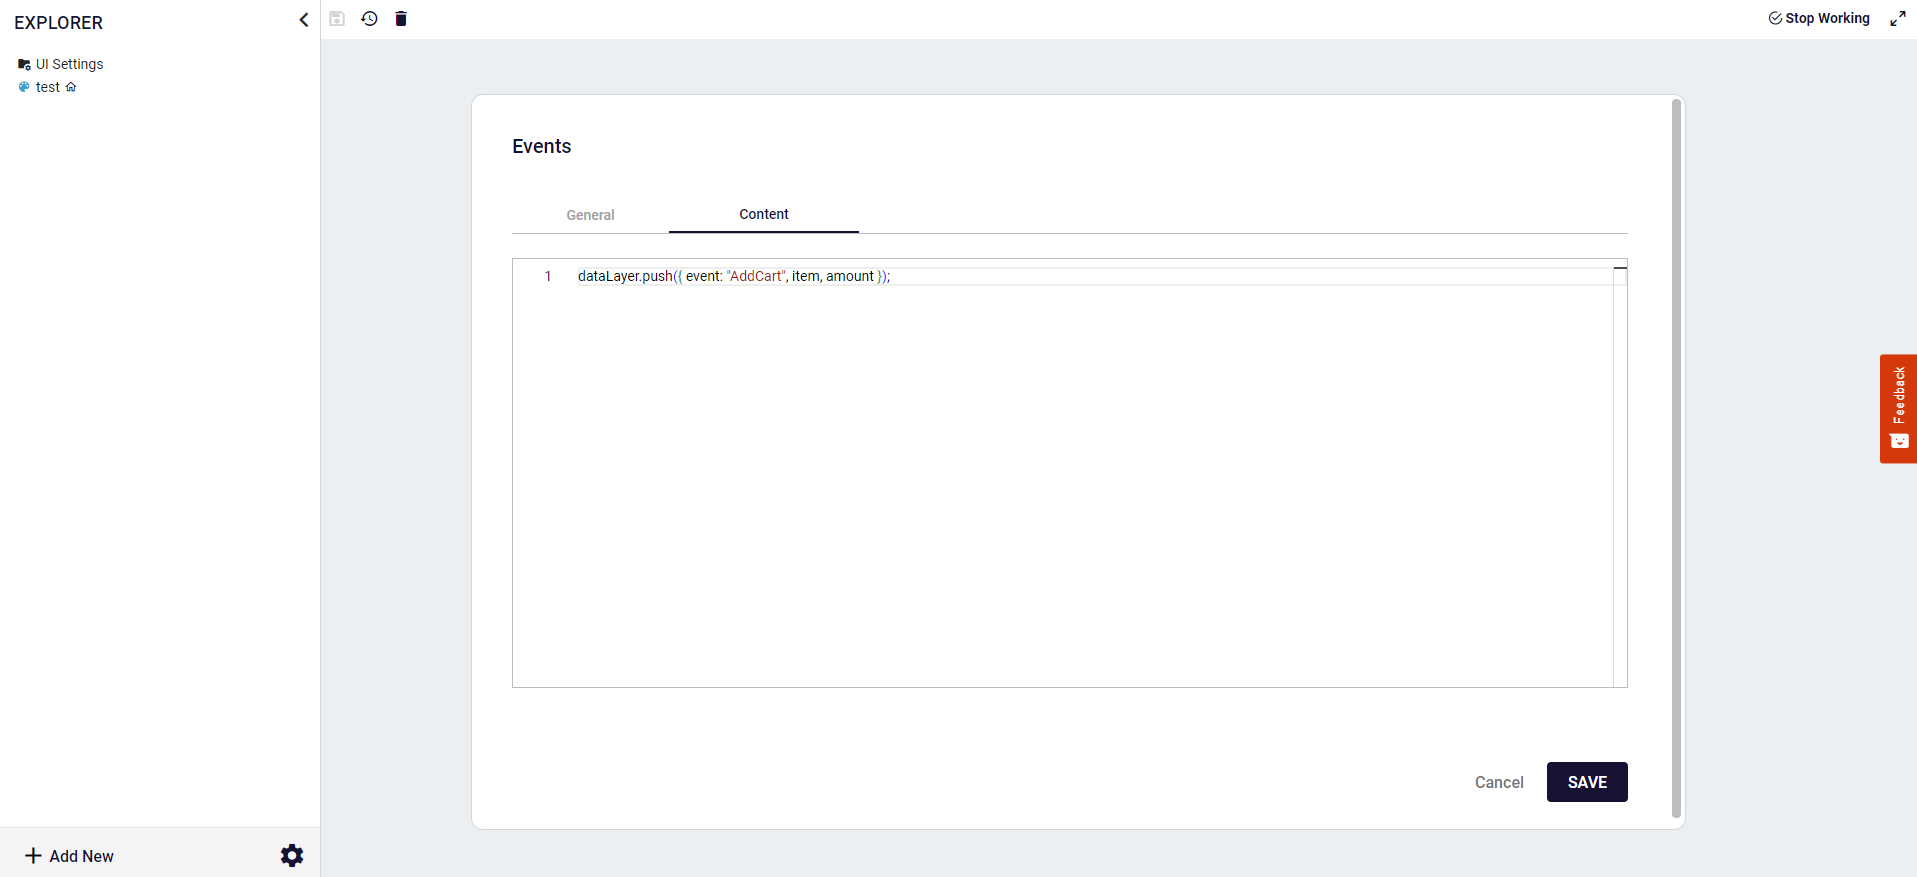 EXPLORER
UI Settings
test
Stop Working
Events
General
Content
1 dataLayer.push({ event: "AddCart", item, amount });
Feedback
Cancel
SAVE
Add New